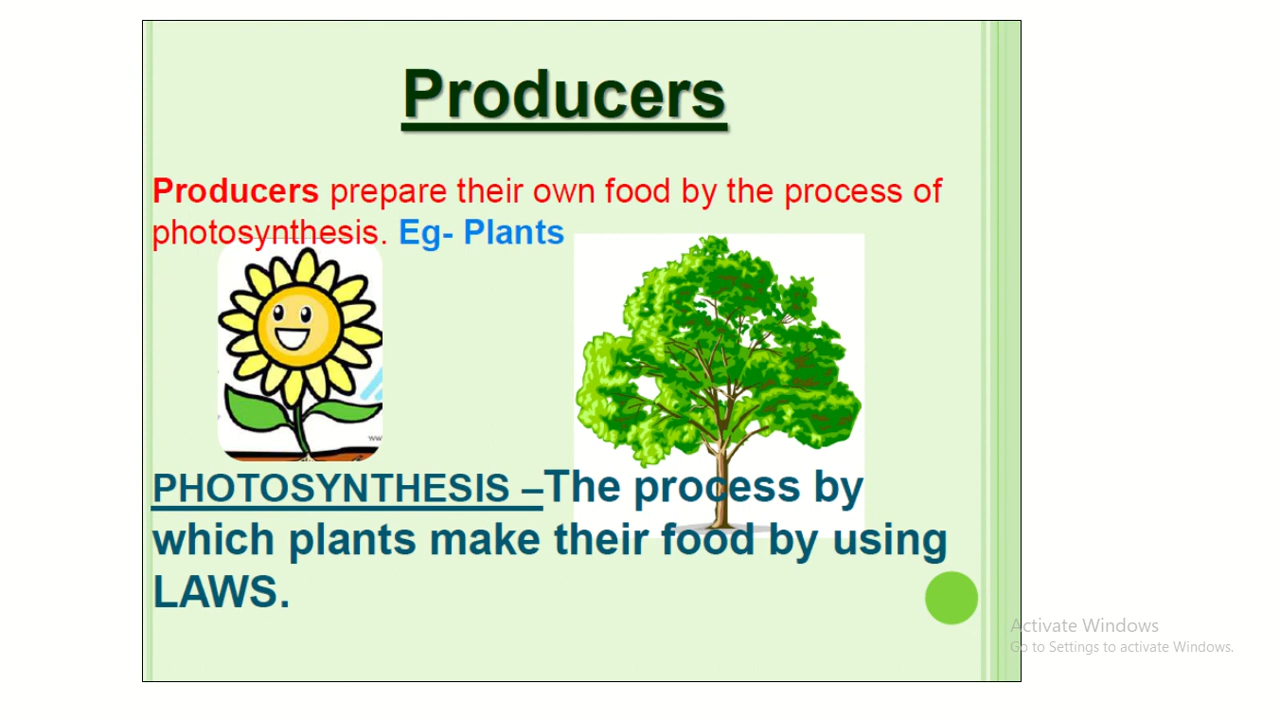 Producers
Producers prepare their own food by the process of
photosynthesis. Eg- Plants
www
PHOTOSYNTHESIS –The process by
which plants make their food by using
LAWS.
Activate Windows
Go to Settings to activate Windows.